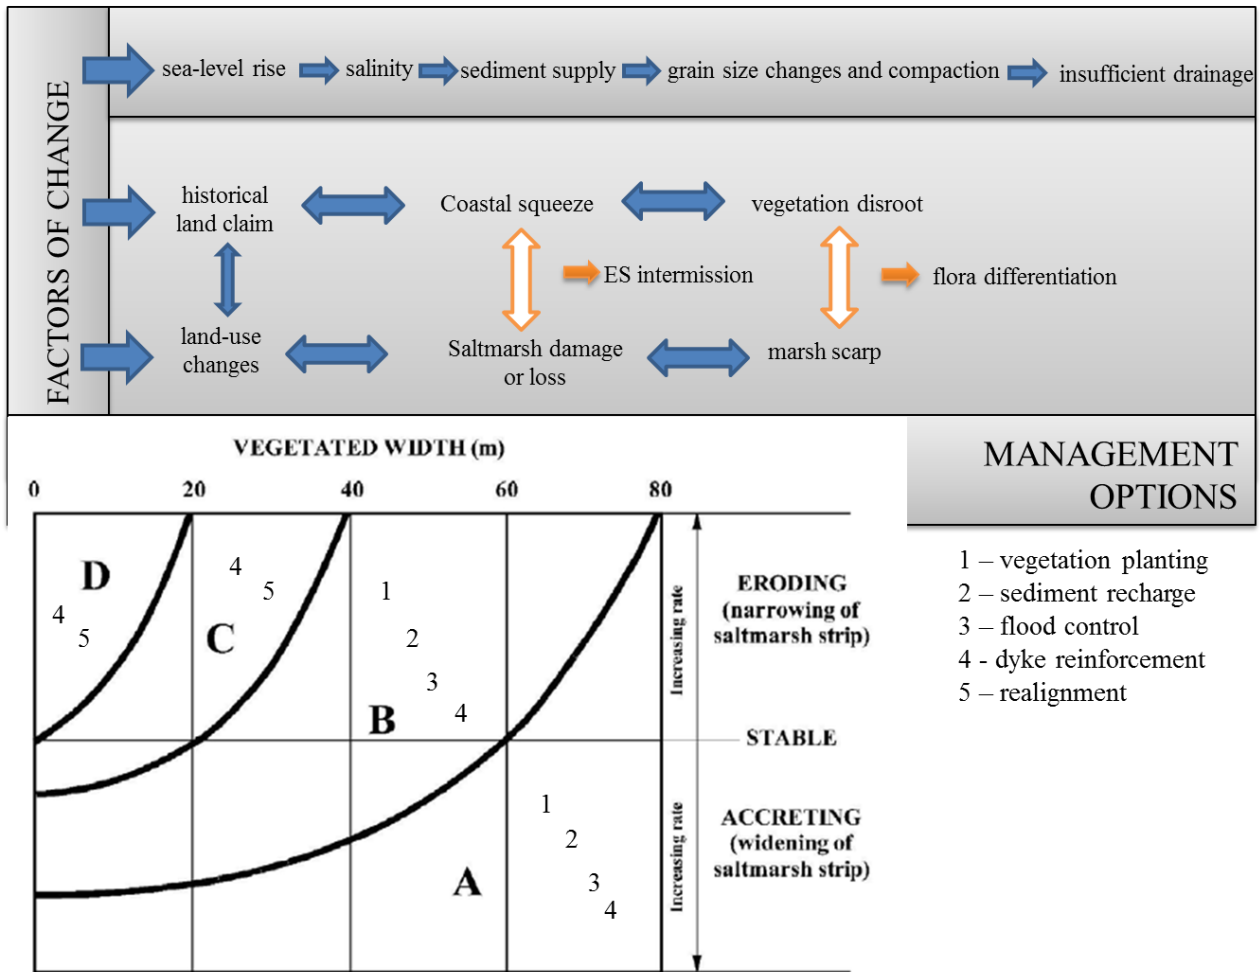 FACTORS OF CHANGE
sea-level rise
salinity
sediment supply
grain size changes and compaction
insufficient drainage
historical
land claim
Coastal squeeze
vegetation disroot
ES intermission
flora differentiation
land-use
changes
Saltmarsh damage
or loss
marsh scarp
MANAGEMENT
OPTIONS
1 – vegetation planting
2 – sediment recharge
3 – flood control
4 - dyke reinforcement
5 – realignment
VEGETATED WIDTH (m)
0 20 40 60 80
D
4
5
C
4
5
B
1
2
3
4
A
1
2
3
4
Increasing rate
ERODING
(narrowing of
saltmarsh strip)
STABLE
Increasing rate
ACCRETING
(widening of
saltmarsh strip)